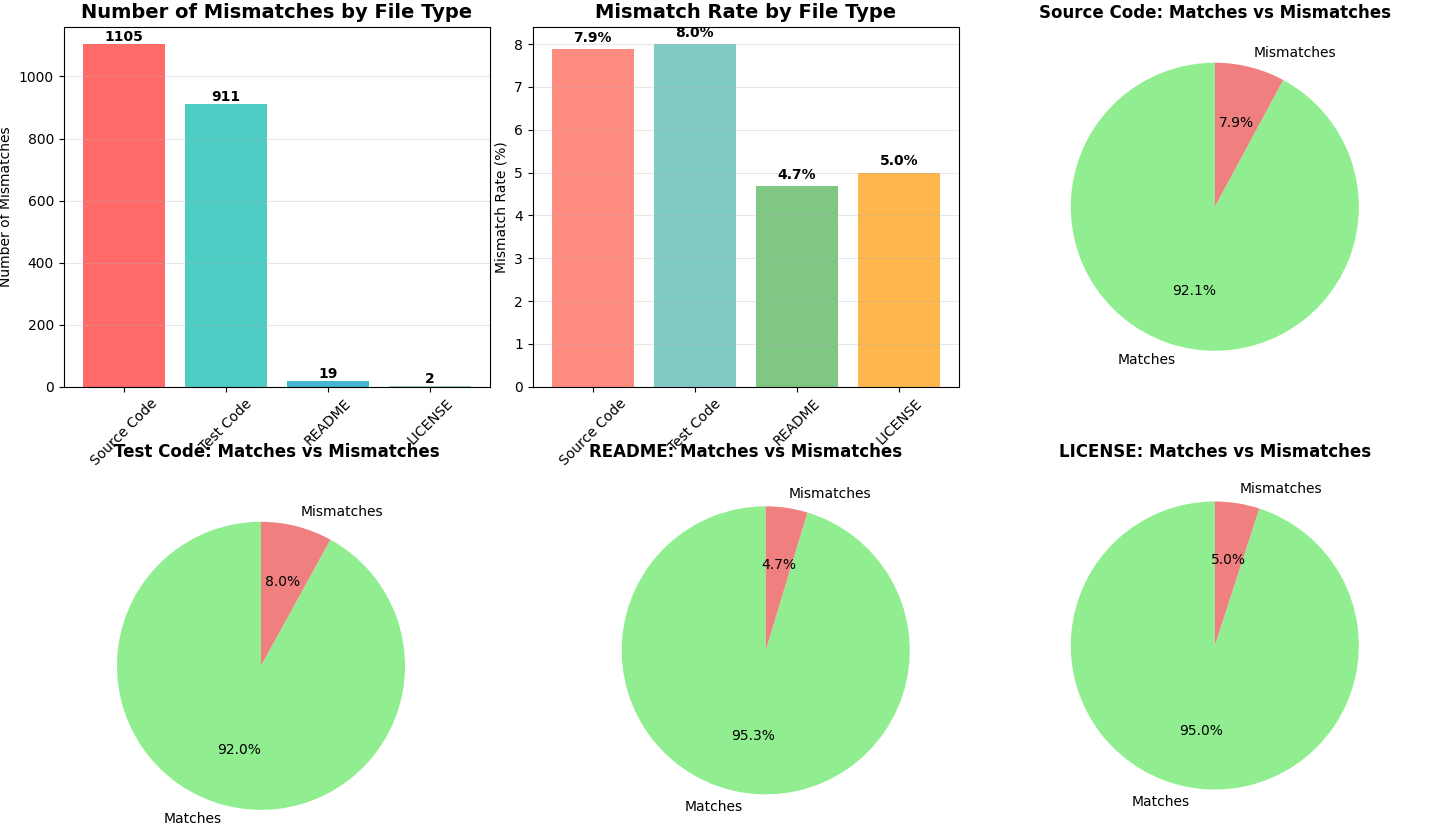 Number of Mismatches by File Type
Number of Mismatches
1000
800
600
400
200
0
1105
911
19
2
Source Code
Test Code
README
LICENSE
Mismatch Rate by File Type
Mismatch Rate (%)
8
7
6
5
4
3
2
1
0
7.9%
8.0%
4.7%
5.0%
Source Code
Test Code
README
LICENSE
Source Code: Matches vs Mismatches
Mismatches
7.9%
92.1%
Matches
Test Code: Matches vs Mismatches
Mismatches
8.0%
92.0%
Matches
README: Matches vs Mismatches
Mismatches
4.7%
95.3%
Matches
LICENSE: Matches vs Mismatches
Mismatches
5.0%
95.0%
Matches